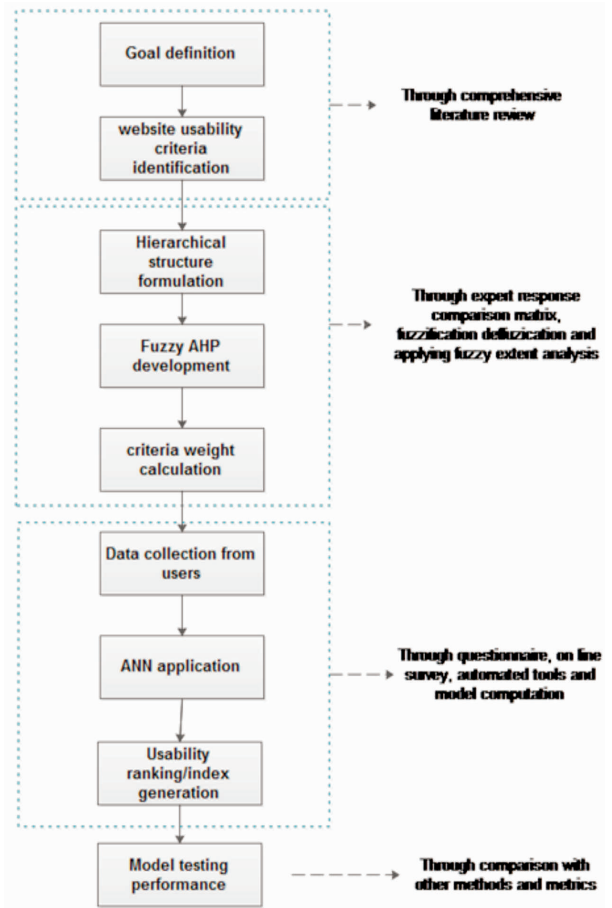 Goal definition
Through comprehensive
literature review
website usability
criteria
identification
Hierarchical
structure
formulation
Through expert response
comparison matrix,
fuzzification deffuzication and
applying fuzzy extent analysis
Fuzzy AHP
development
criteria weight
calculation
Data collection from
users
ANN application
Through questionnaire, on line
survey, automated tools and
model computation
Usability
ranking/index
generation
Model testing
performance
Through comparison with
other methods and metrics